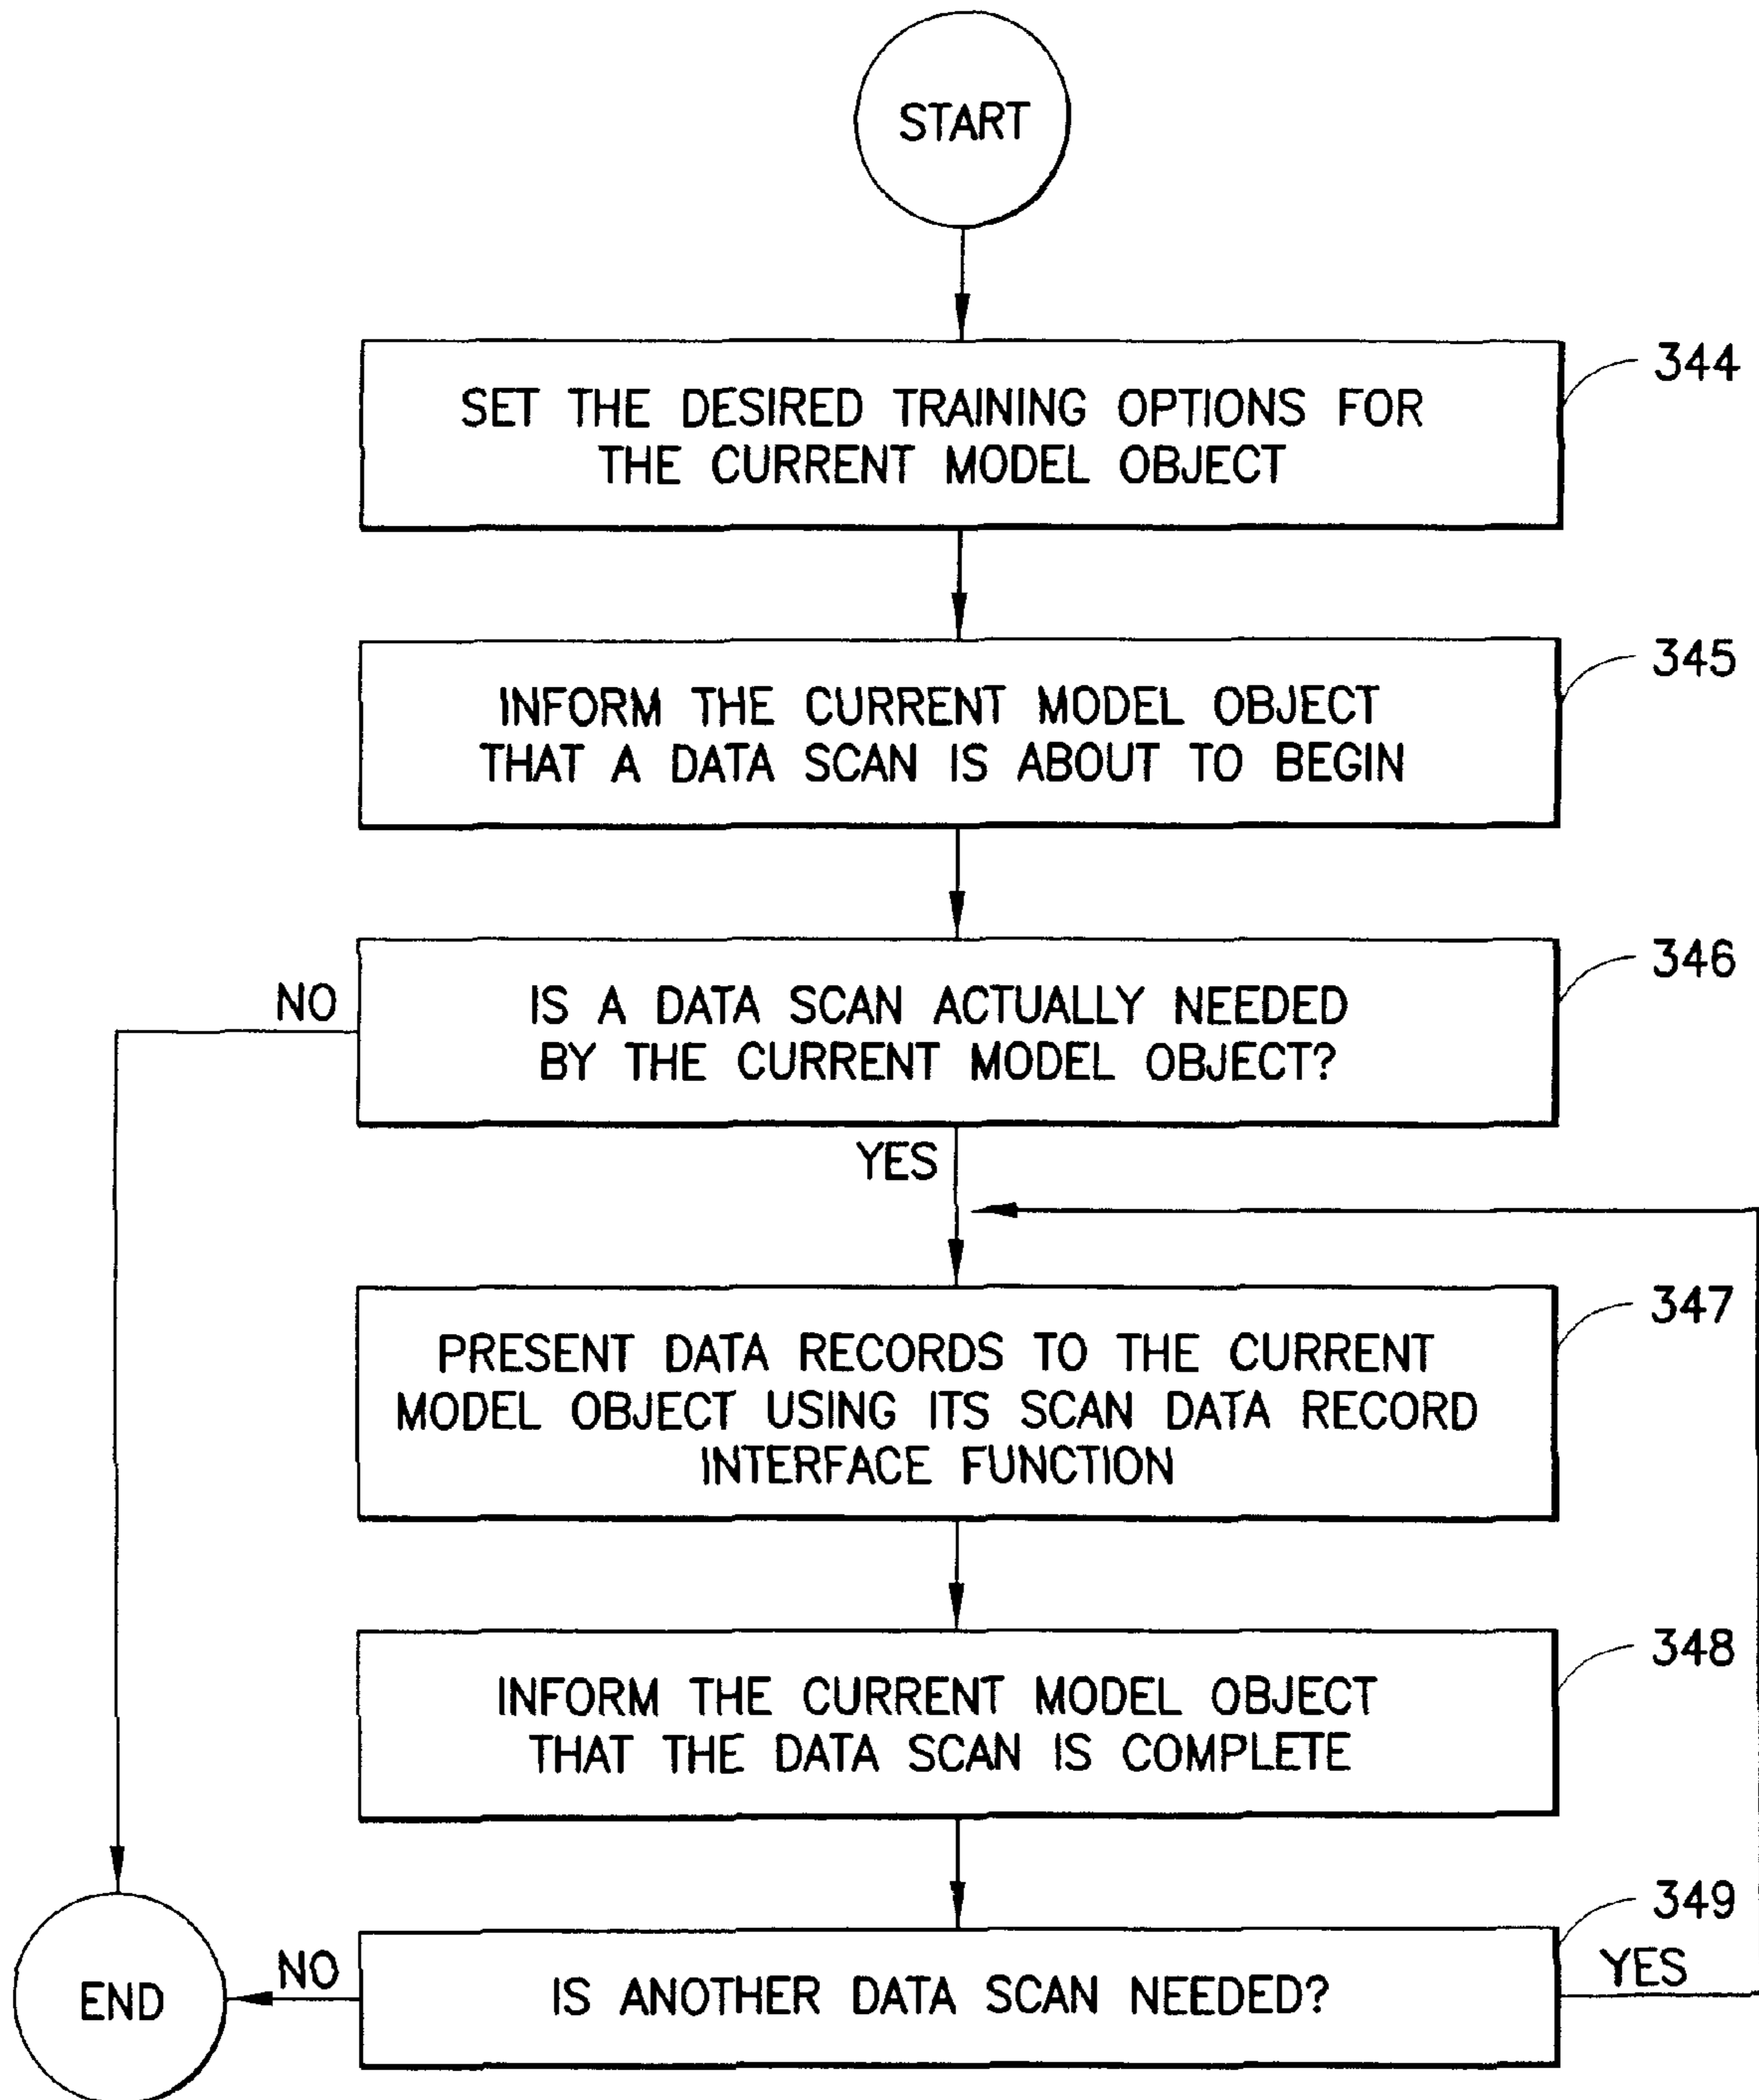 START
SET THE DESIRED TRAINING OPTIONS FOR
THE CURRENT MODEL OBJECT
344
INFORM THE CURRENT MODEL OBJECT
THAT A DATA SCAN IS ABOUT TO BEGIN
345
IS A DATA SCAN ACTUALLY NEEDED
BY THE CURRENT MODEL OBJECT?
346
NO
YES
PRESENT DATA RECORDS TO THE CURRENT
MODEL OBJECT USING ITS SCAN DATA RECORD
INTERFACE FUNCTION
347
INFORM THE CURRENT MODEL OBJECT
THAT THE DATA SCAN IS COMPLETE
348
IS ANOTHER DATA SCAN NEEDED?
349
YES
NO
END